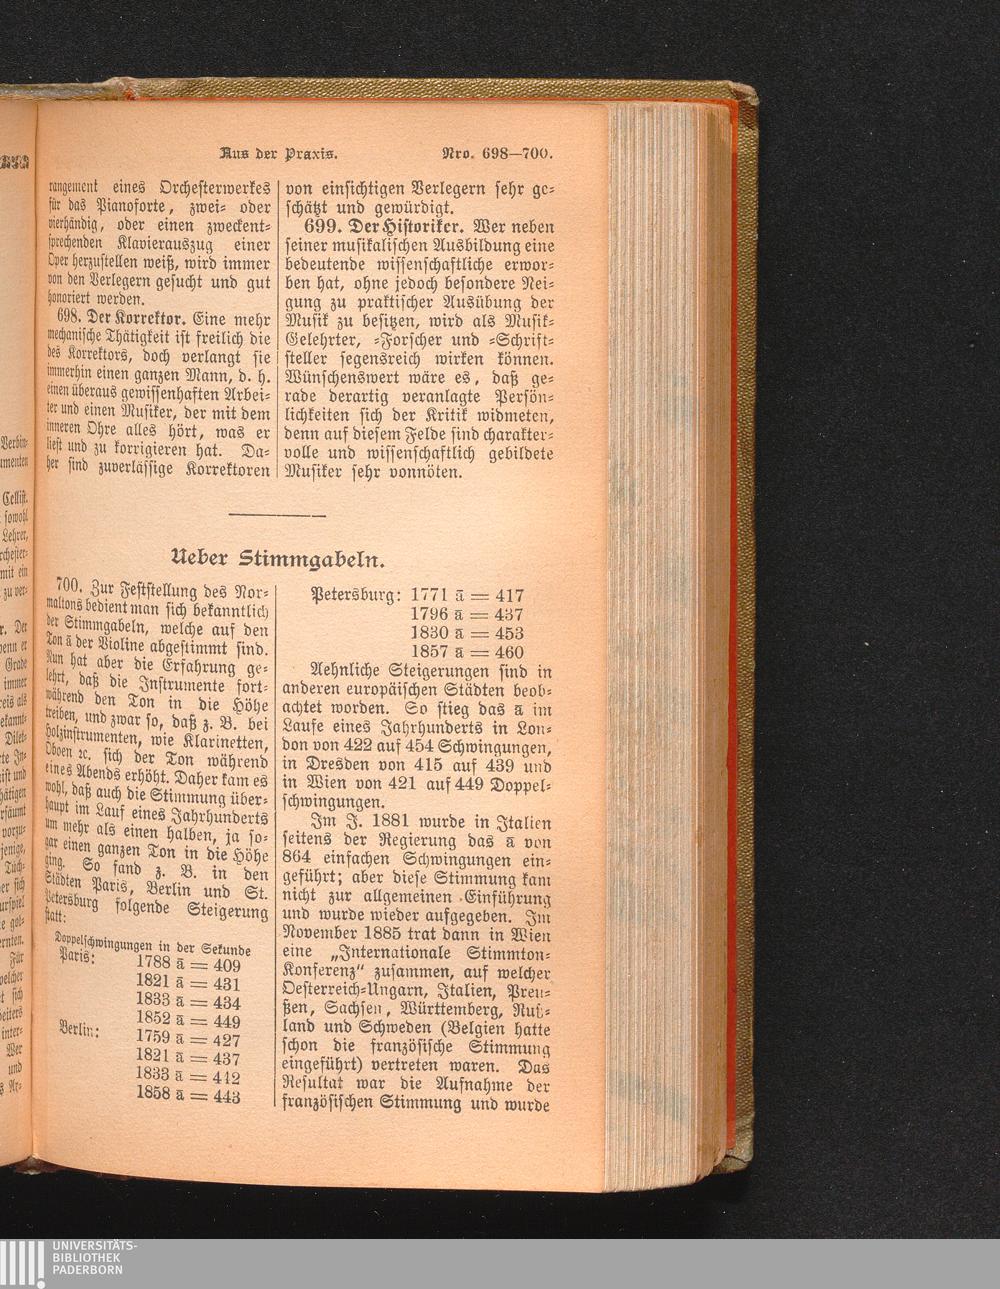 Aus der Praxis. Nro. 698—700.
rangement eines Orchesterwerkes
für das Pianoforte, zwei= oder
vierhändig, oder einen zweckent=
sprechenden Klavierauszug einer
Oper herzustellen weiß, wird immer
von den Verlegern gesucht und gut
honoriert werden.
698. Der Korrektor. Eine mehr
mechanische Thätigkeit ist freilich die
des Korrektors, doch verlangt sie
immerhin einen ganzen Mann, d. h.
einen überaus gewissenhaften Arbei=
ter und einen Musiker, der mit dem
inneren Ohre alles hört, was er
liest und zu korrigieren hat. Da=
her sind zuverlässige Korrektoren
von einsichtigen Verlegern sehr ge=
schätzt und gewürdigt.
699. Der Historiker. Wer neben
seiner musikalischen Ausbildung eine
bedeutende wissenschaftliche erwor=
ben hat, ohne jedoch besondere Nei=
gung zu praktischer Ausübung der
Musik zu besitzen, wird als Musik=
Gelehrter, =Forscher und =Schrift=
steller segensreich wirken können.
Wünschenswert wäre es, daß ge=
rade derartig veranlagte Persön=
lichkeiten sich der Kritik widmeten,
denn auf diesem Felde sind charakter=
volle und wissenschaftlich gebildete
Musiker sehr vonnöten.
Ueber Stimmgabeln.
700. Zur Feststellung des Nor=
maltons bedient man sich bekanntlich
der Stimmgabeln, welche auf den
Ton a̅ der Violine abgestimmt sind.
Nun hat aber die Erfahrung ge=
lehrt, daß die Instrumente fort=
während den Ton in die Höhe
treiben, und zwar so, daß z. B. bei
Holzinstrumenten, wie Klarinetten,
Oboen ꝛc. sich der Ton während
eines Abends erhöht. Daher kam es
wohl, daß auch die Stimmung über=
haupt im Lauf eines Jahrhunderts
um mehr als einen halben, ja so=
gar einen ganzen Ton in die Höhe
ging. So fand z. B. in den
Städten Paris, Berlin und St.
Petersburg folgende Steigerung
statt:
Doppelschwingungen in der Sekunde
Paris: 1788 a̅ = 409
1821 a̅ = 431
1833 a̅ = 434
1852 a̅ = 449
Berlin: 1759 a̅ = 427
1821 a̅ = 437
1833 a̅ = 442
1858 a̅ = 443
Petersburg: 1771 a̅ = 417
1796 a̅ = 437
1830 a̅ = 453
1857 a̅ = 460
Aehnliche Steigerungen sind in
anderen europäischen Städten beob=
achtet worden. So stieg das a̅ im
Laufe eines Jahrhunderts in Lon=
don von 422 auf 454 Schwingungen,
in Dresden von 415 auf 439 und
in Wien von 421 auf 449 Doppel=
schwingungen.
Im J. 1881 wurde in Italien
seitens der Regierung das a̅ von
864 einfachen Schwingungen ein=
geführt; aber diese Stimmung kam
nicht zur allgemeinen Einführung
und wurde wieder aufgegeben. Im
November 1885 trat dann in Wien
eine „Internationale Stimmton=
Konferenz“ zusammen, auf welcher
Oesterreich=Ungarn, Italien, Preu=
ßen, Sachsen, Württemberg, Ruß=
land und Schweden (Belgien hatte
schon die französische Stimmung
eingeführt) vertreten waren. Das
Resultat war die Aufnahme der
französischen Stimmung und wurde
UNIVERSITÄTS-
BIBLIOTHEK
PADERBORN